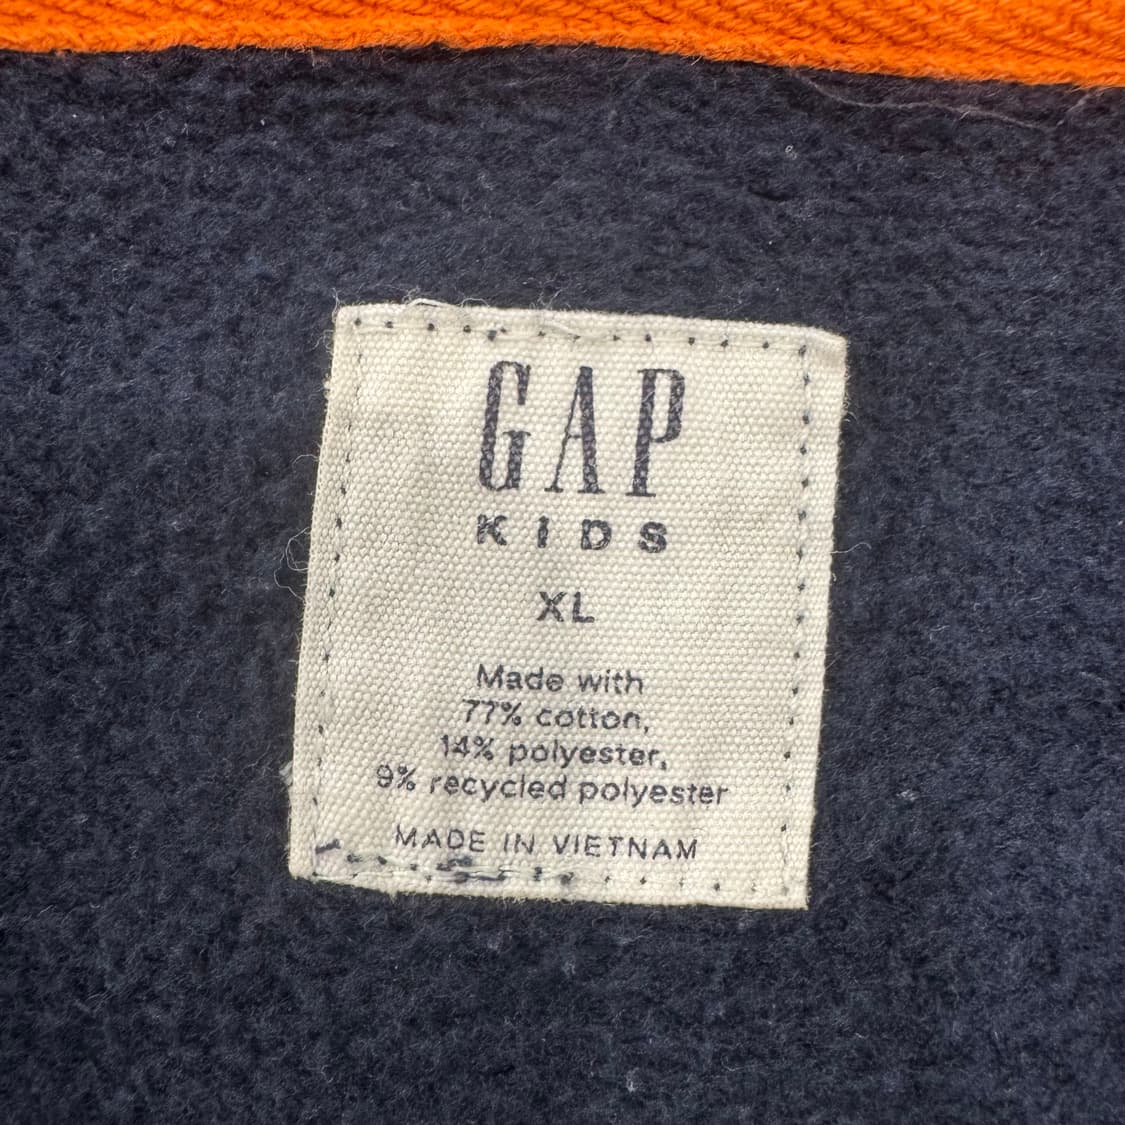 GAP
KIDS
XL
Made with
77% cotton,
14% polyester,
9% recycled polyester
MADE IN VIETNAM